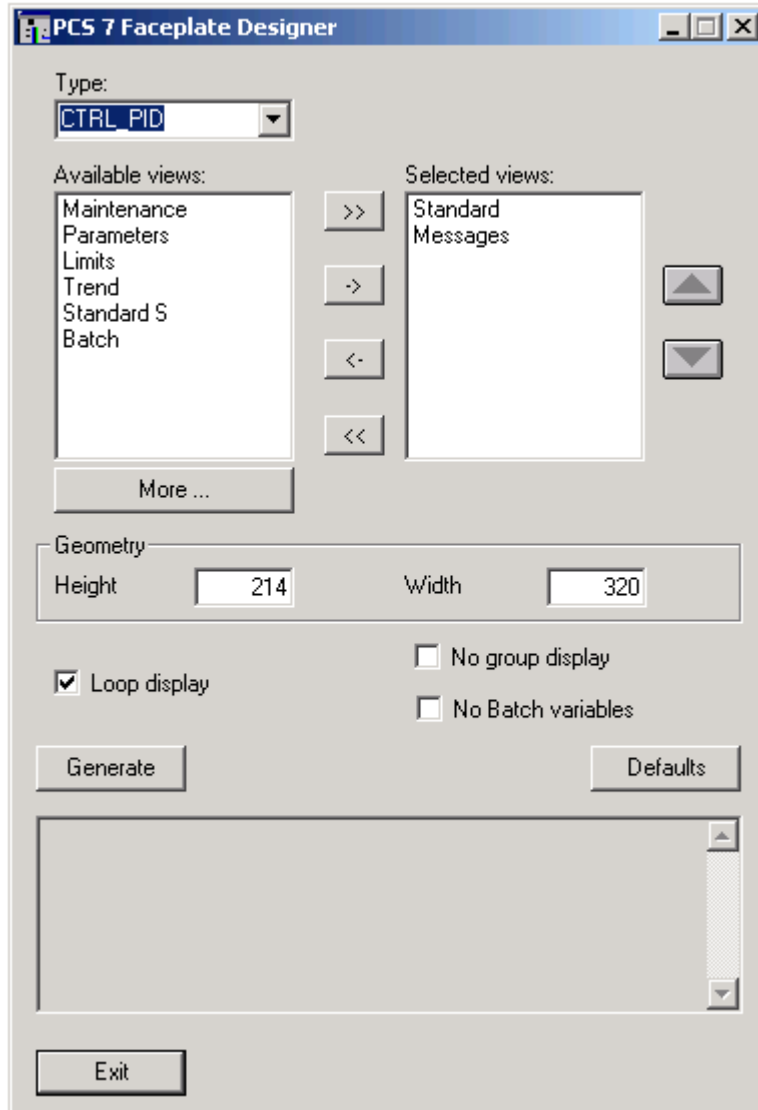 PCS 7 Faceplate Designer
Type:
CTRL_PID
Available views:
Selected views:
Maintenance
Parameters
Limits
Trend
Standard S
Batch
>>
->
<-
<<
Standard
Messages
More ...
Geometry
Height 214 Width 320
No group display
Loop display
No Batch variables
Generate
Defaults
Exit